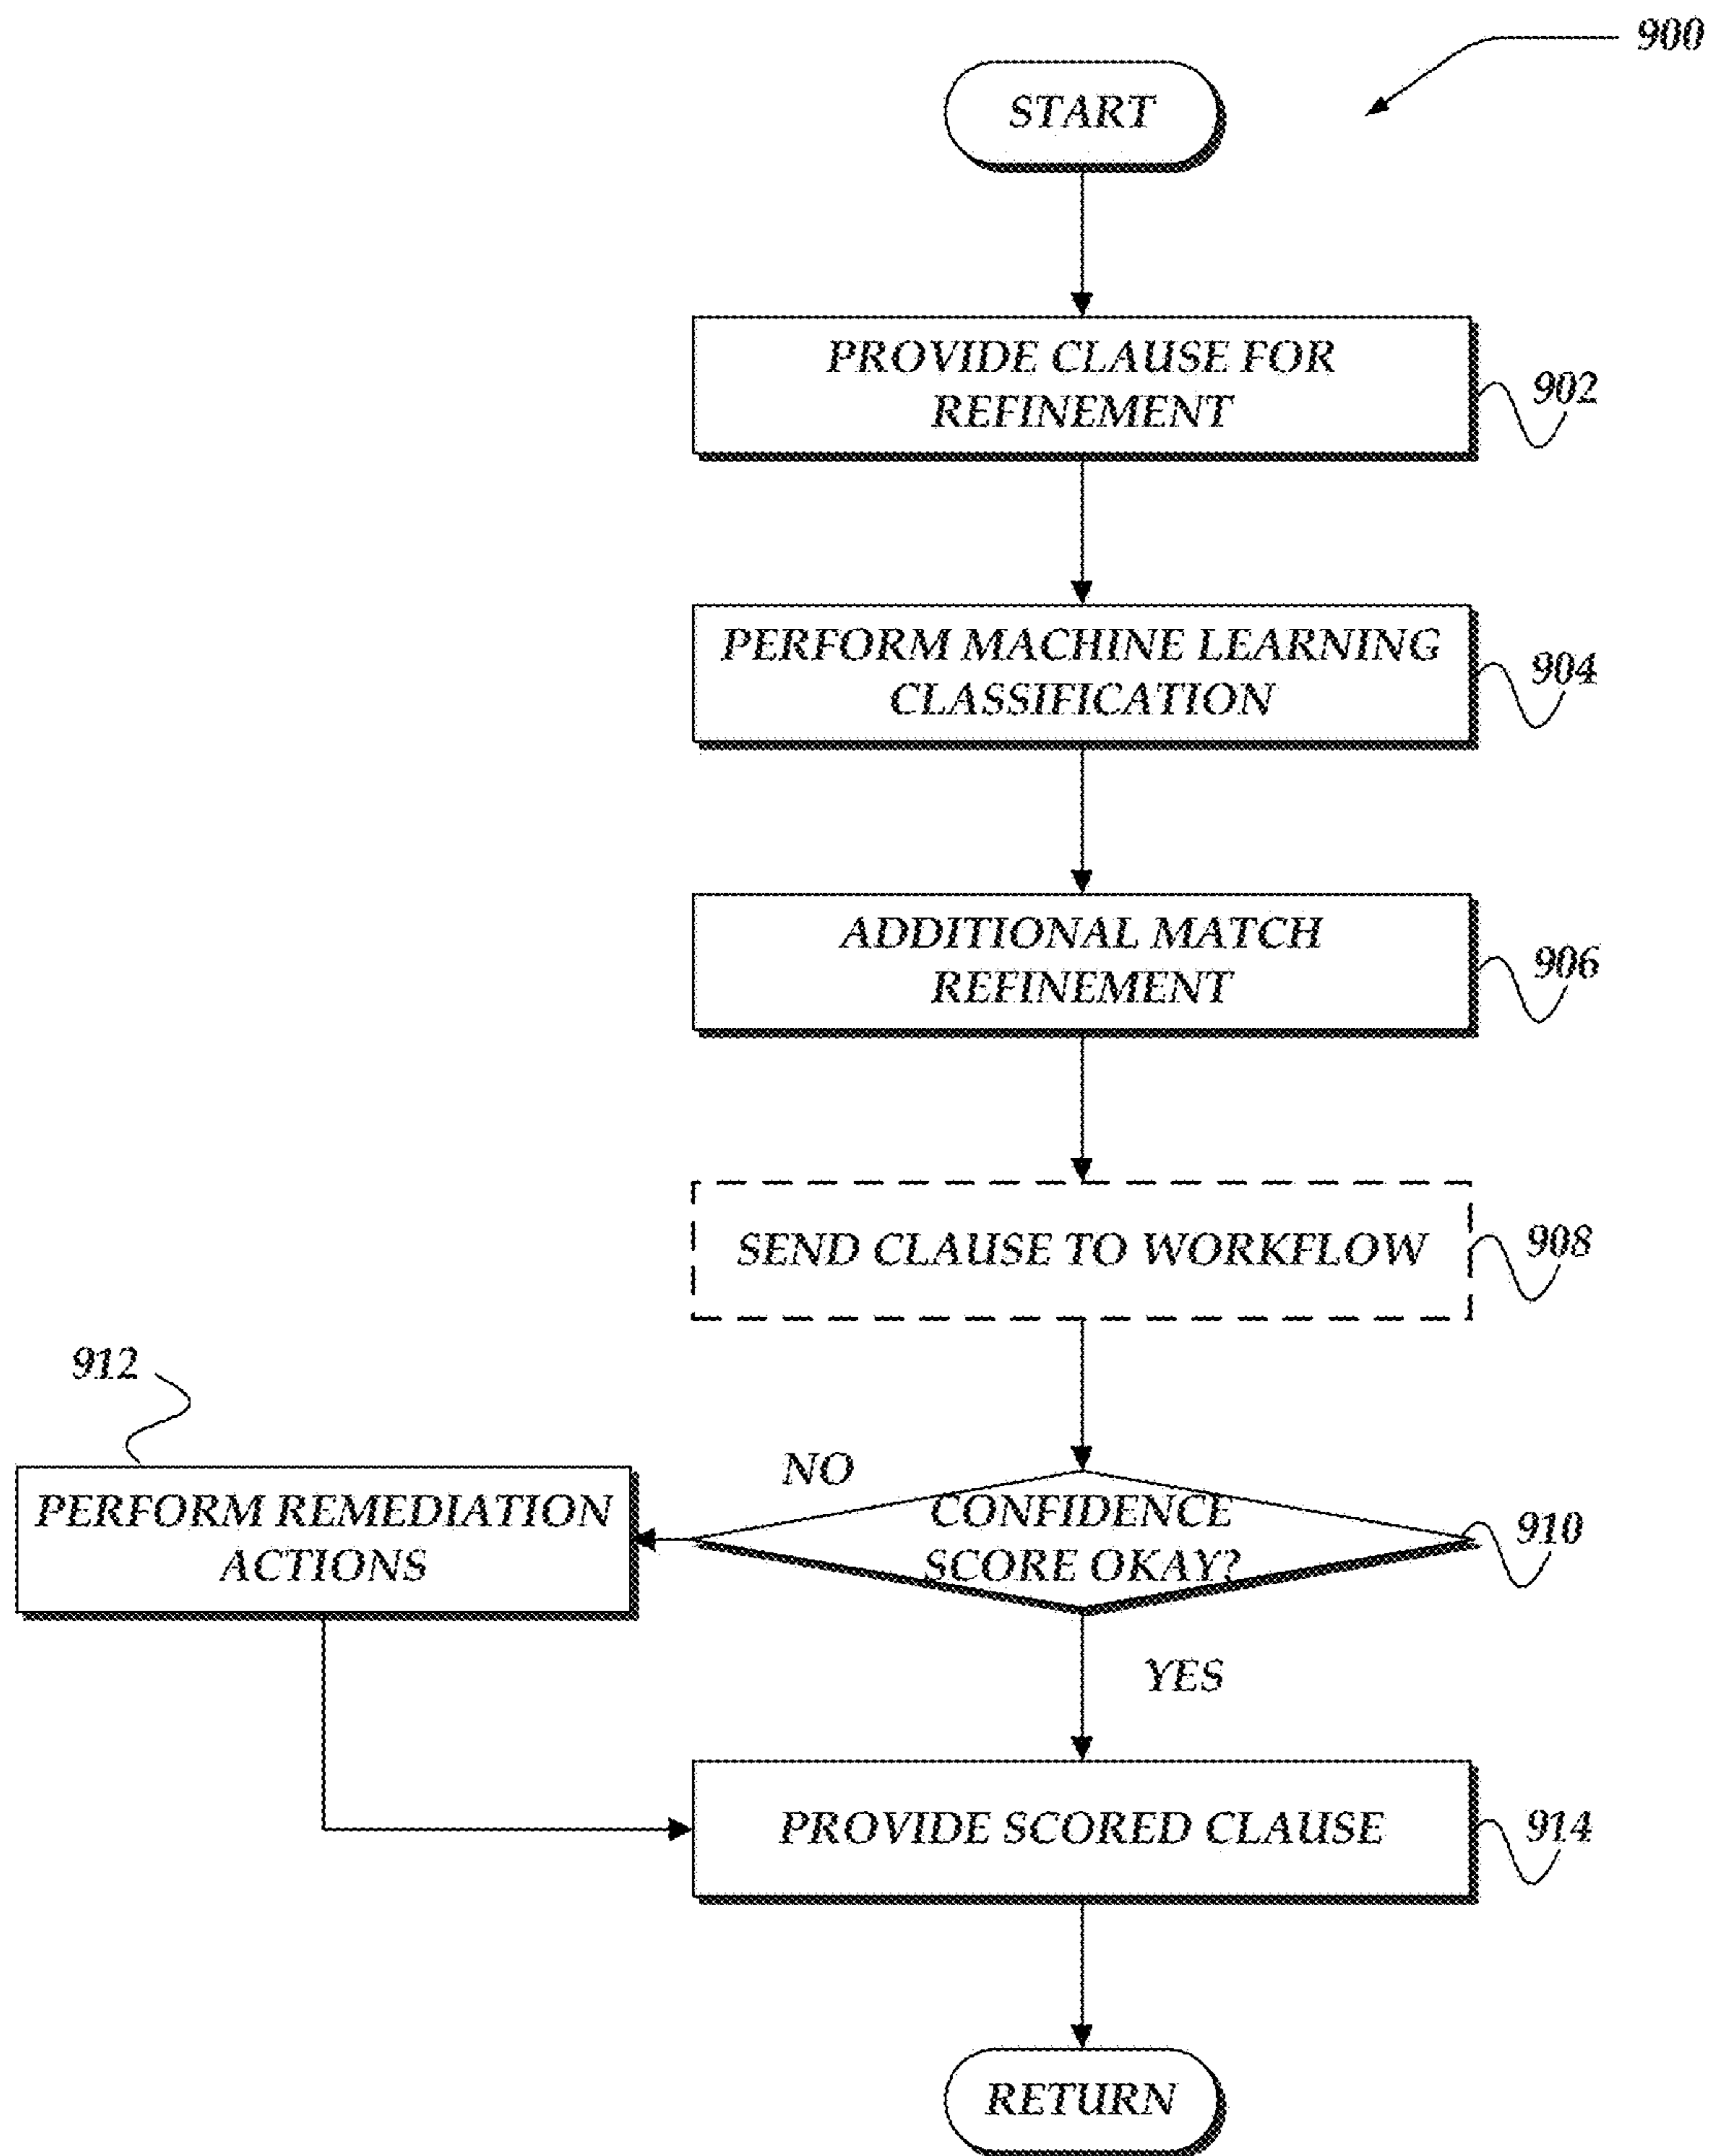 900
START
PROVIDE CLAUSE FOR
REFINEMENT
902
PERFORM MACHINE LEARNING
CLASSIFICATION
904
ADDITIONAL MATCH
REFINEMENT
906
SEND CLAUSE TO WORKFLOW
908
912
NO
PERFORM REMEDIATION
ACTIONS
CONFIDENCE
SCORE OKAY?
910
YES
PROVIDE SCORED CLAUSE
914
RETURN